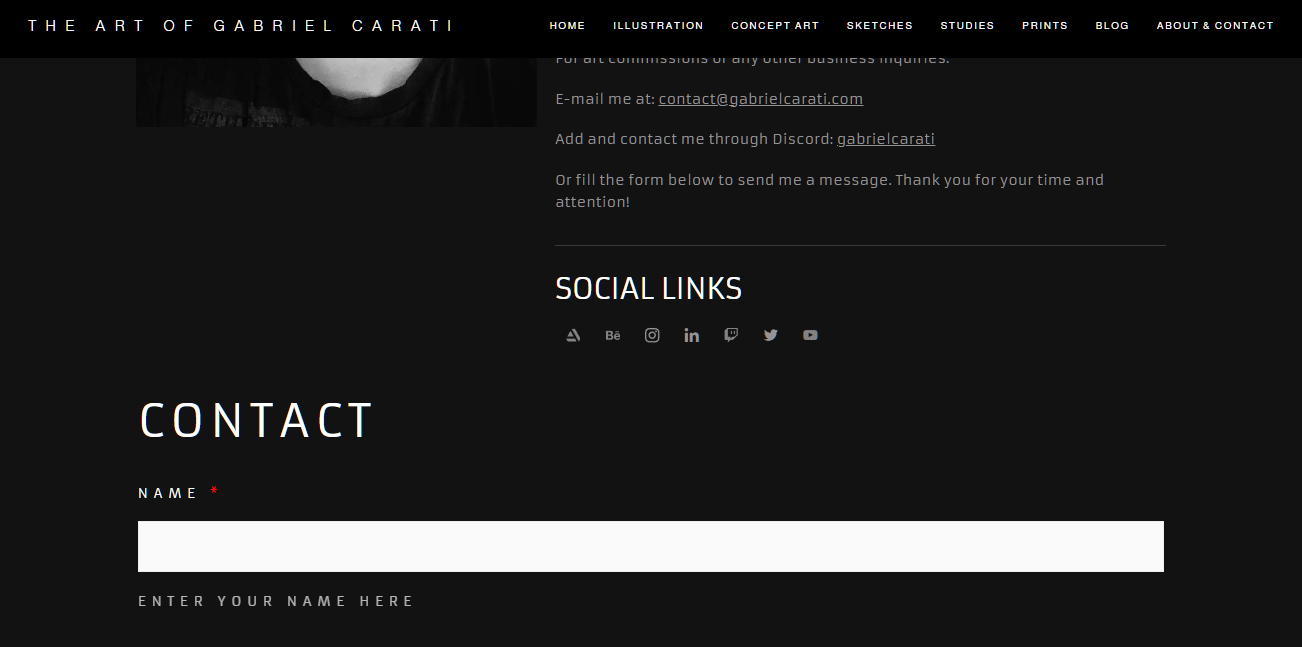 THE ART OF GABRIEL CARATI
HOME ILLUSTRATION CONCEPT ART SKETCHES STUDIES PRINTS BLOG ABOUT & CONTACT
For art commissions or any other business inquiries:
E-mail me at: contact@gabrielcarati.com
Add and contact me through Discord: gabrielcarati
Or fill the form below to send me a message. Thank you for your time and
attention!
SOCIAL LINKS
Bē in
CONTACT
NAME *
ENTER YOUR NAME HERE